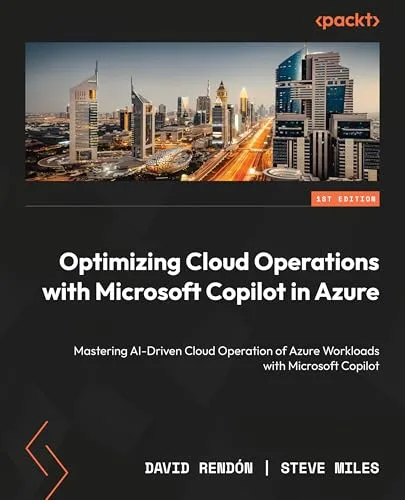 <packt>
1ST EDITION
Optimizing Cloud Operations
with Microsoft Copilot in Azure
Mastering AI-Driven Cloud Operation of Azure Workloads
with Microsoft Copilot
DAVID RENDÓN | STEVE MILES